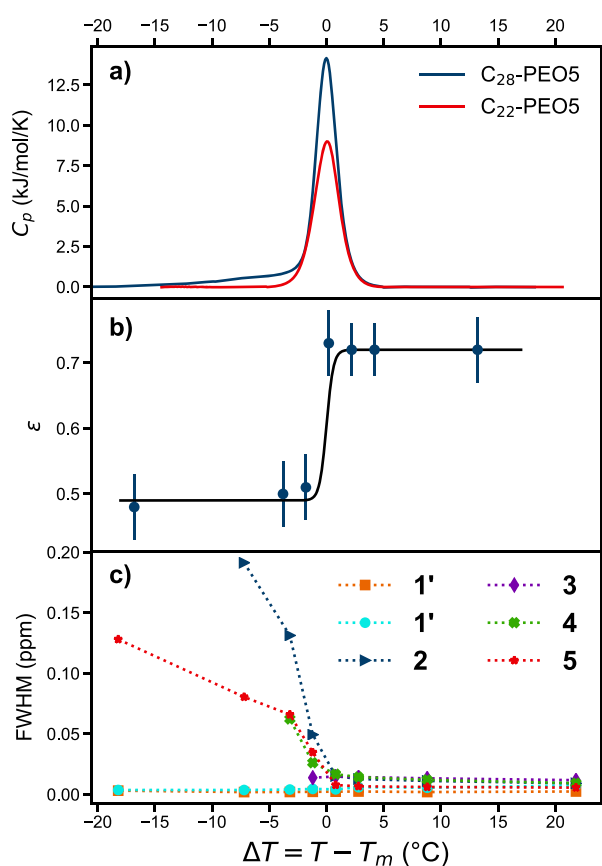 −20 −15 −10 −5 0 5 10 15 20
a)
C₂₈-PEO5
C₂₂-PEO5
12.5
10.0
7.5
5.0
2.5
0.0
Cₚ (kJ/mol/K)
b)
0.7
0.6
0.5
ε
c)
1' 3
1' 4
2 5
0.20
0.15
0.10
0.05
0.00
FWHM (ppm)
−20 −15 −10 −5 0 5 10 15 20
ΔT = T − Tₘ (°C)